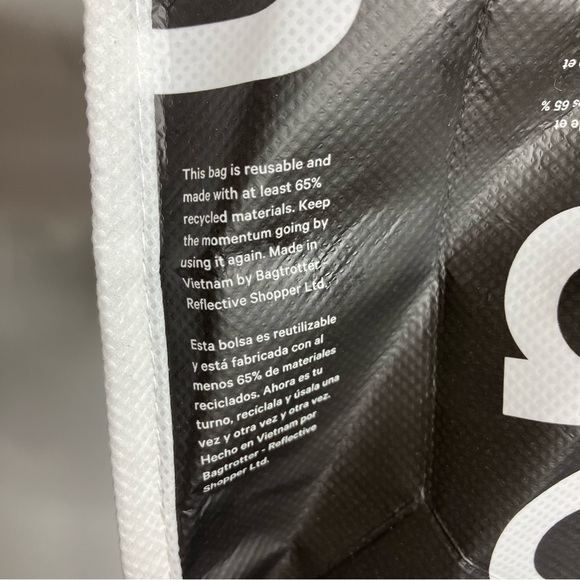 This bag is reusable and
made with at least 65%
recycled materials. Keep
the momentum going by
using it again. Made in
Vietnam by Bagtrotter -
Reflective Shopper Ltd.
Esta bolsa es reutilizable
y está fabricada con al
menos 65% de materiales
reciclados. Ahora es tu
turno, recíclala y úsala una
vez y otra vez y otra vez.
Hecho en Vietnam por
Bagtrotter - Reflective
Shopper Ltd.
et
65 %
et